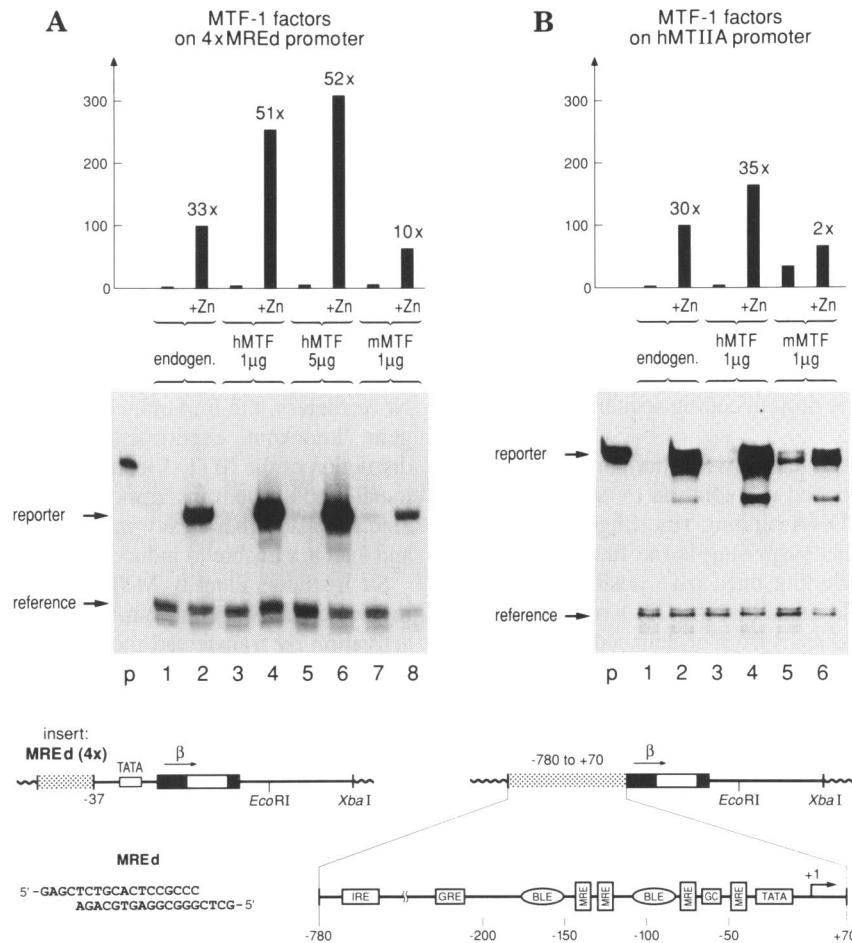 A
MTF-1 factors
on 4xMREd promoter
300
200
100
0
33x
51x
52x
10x
+Zn +Zn +Zn +Zn
endogen.
hMTF
1µg
hMTF
5µg
mMTF
1µg
reporter
reference
p 1 2 3 4 5 6 7 8
B
MTF-1 factors
on hMTIIA promoter
300
200
100
0
30x
35x
2x
+Zn +Zn +Zn
endogen.
hMTF
1µg
mMTF
1µg
reporter
reference
p 1 2 3 4 5 6
insert:
MREd (4x)
TATA
β
-37
EcoRI
XbaI
MREd
5'-GAGCTCTGCACTCCGCCC
AGACGTGAGGCGGGCTCG-5'
-780 to +70
β
EcoRI
XbaI
+1
IRE GRE BLE MRE MRE BLE MRE GC MRE TATA
-780 -200 -150 -100 -50 +70